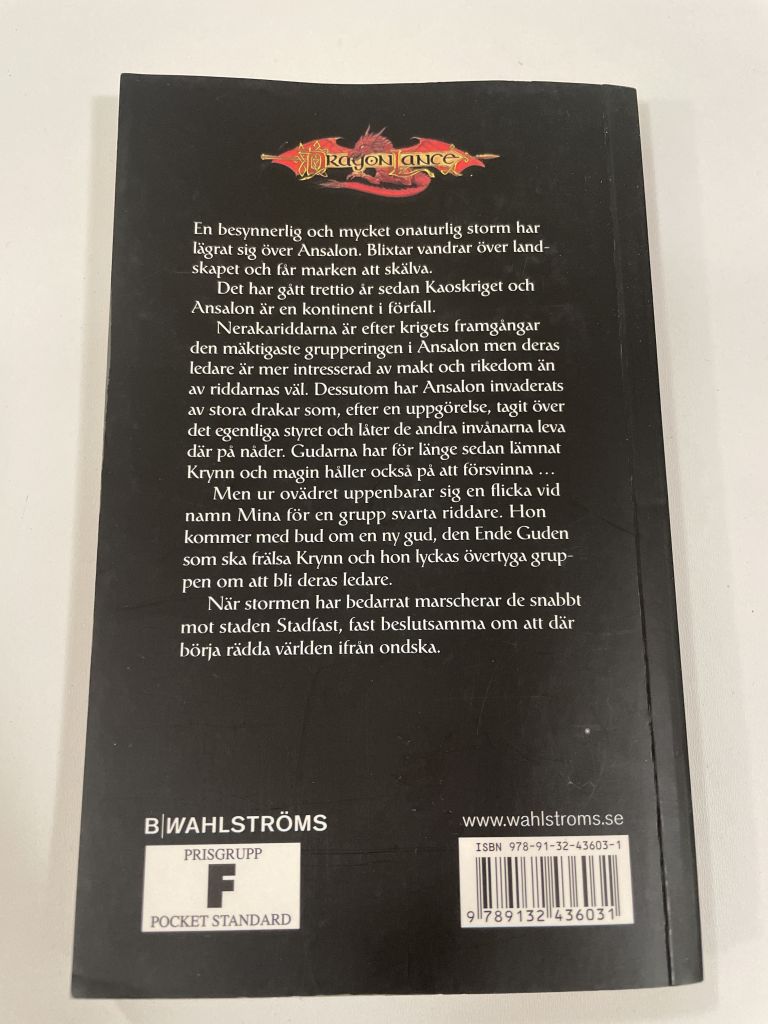 DragonLance
En besynnerlig och mycket onaturlig storm har
lägrat sig över Ansalon. Blixtar vandrar över land-
skapet och får marken att skälva.
Det har gått trettio år sedan Kaoskriget och
Ansalon är en kontinent i förfall.
Nerakariddarna är efter krigets framgångar
den mäktigaste grupperingen i Ansalon men deras
ledare är mer intresserad av makt och rikedom än
av riddarnas väl. Dessutom har Ansalon invaderats
av stora drakar som, efter en uppgörelse, tagit över
det egentliga styret och låter de andra invånarna leva
där på nåder. Gudarna har för länge sedan lämnat
Krynn och magin håller också på att försvinna ...
Men ur ovädret uppenbarar sig en flicka vid
namn Mina för en grupp svarta riddare. Hon
kommer med bud om en ny gud, den Ende Guden
som ska frälsa Krynn och hon lyckas övertyga grup-
pen om att bli deras ledare.
När stormen har bedarrat marscherar de snabbt
mot staden Stadfast, fast beslutsamma om att där
börja rädda världen ifrån ondska.
B|WAHLSTRÖMS
www.wahlstroms.se
PRISGRUPP
F
POCKET STANDARD
ISBN 978-91-32-43603-1
9 789132 436031